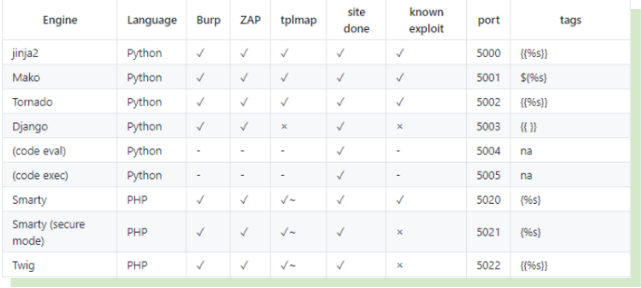 Engine Language Burp ZAP tplmap site done known exploit port tags
jinja2 Python ✓ ✓ ✓ ✓ ✓ 5000 {{%s}}
Mako Python ✓ ✓ ✓ ✓ ✓ 5001 ${%s}
Tornado Python ✓ ✓ ✓ ✓ ✓ 5002 {{%s}}
Django Python ✓ ✓ × ✓ × 5003 {{ }}
(code eval) Python - - - ✓ - 5004 na
(code exec) Python - - - ✓ - 5005 na
Smarty PHP ✓ ✓ ✓~ ✓ ✓ 5020 {%s}
Smarty (secure mode) PHP ✓ ✓ ✓~ ✓ × 5021 {%s}
Twig PHP ✓ ✓ ✓~ ✓ × 5022 {{%s}}